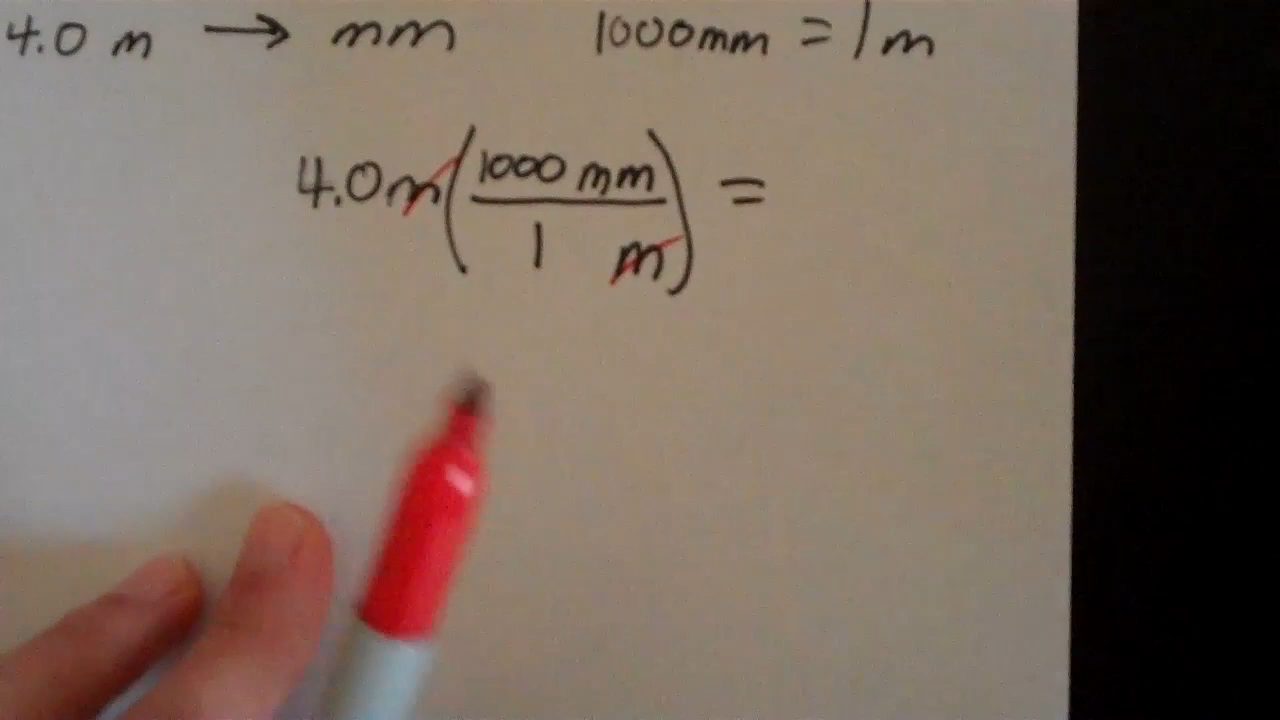 4.0 m → mm 1000mm = 1m
4.0m(1000 mm / 1 m) =